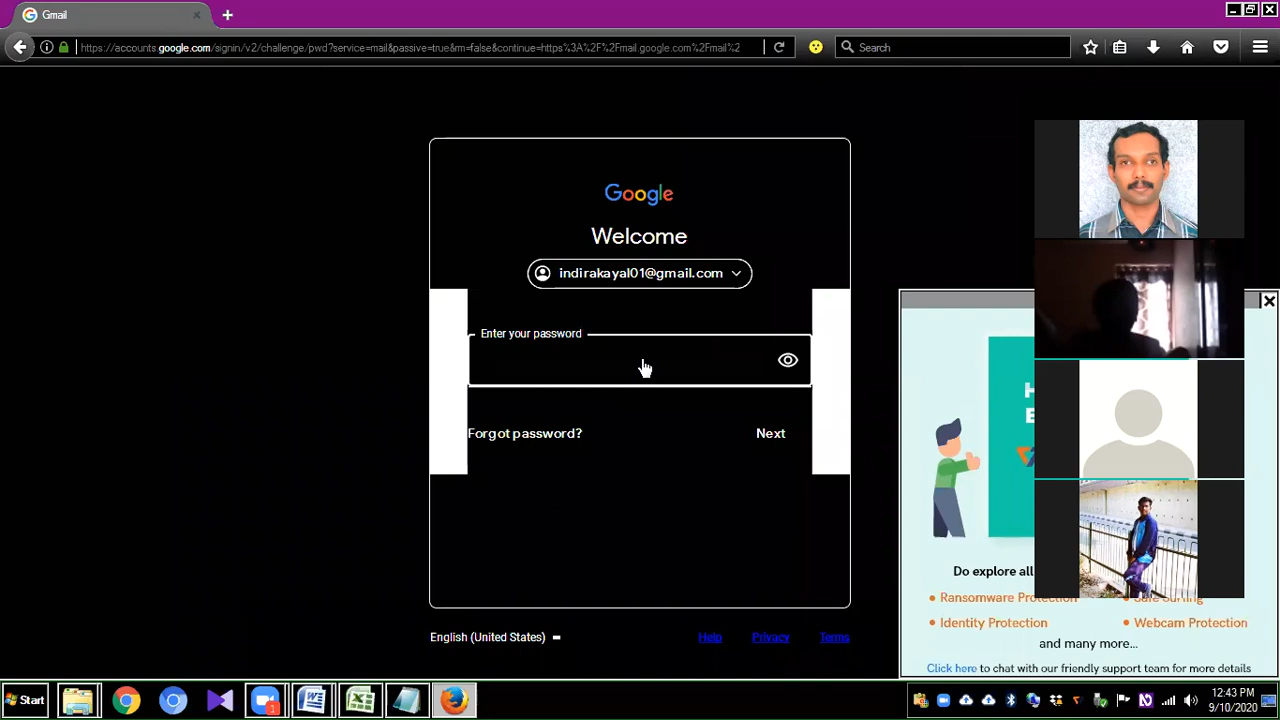 Gmail
https://accounts.google.com/signin/v2/challenge/pwd?service=mail&passive=true&rm=false&continue=https%3A%2F%2Fmail.google.com%2Fmail%2
Search
Google
Welcome
indirakayal01@gmail.com
Enter your password
Forgot password?
Next
English (United States)
Help
Privacy
Terms
H
E
Do explore all
Ransomware Protection
Safe Surfing
Identity Protection
Webcam Protection
and many more...
Click here to chat with our friendly support team for more details
Start
1
12:43 PM
9/10/2020